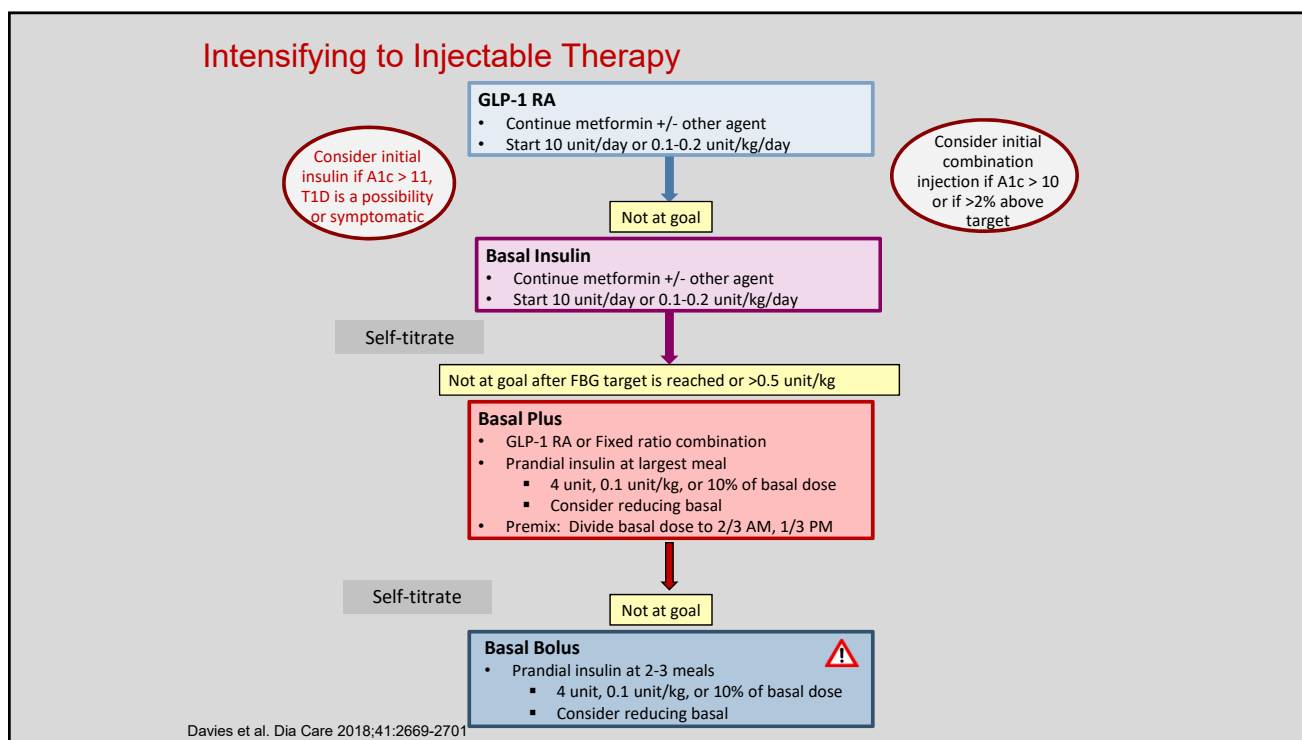 Intensifying to Injectable Therapy
GLP-1 RA
• Continue metformin +/- other agent
• Start 10 unit/day or 0.1-0.2 unit/kg/day
Consider initial
insulin if A1c > 11,
T1D is a possibility
or symptomatic
Consider initial
combination
injection if A1c > 10
or if >2% above
target
Not at goal
Basal Insulin
• Continue metformin +/- other agent
• Start 10 unit/day or 0.1-0.2 unit/kg/day
Self-titrate
Not at goal after FBG target is reached or >0.5 unit/kg
Basal Plus
• GLP-1 RA or Fixed ratio combination
• Prandial insulin at largest meal
▪ 4 unit, 0.1 unit/kg, or 10% of basal dose
▪ Consider reducing basal
• Premix: Divide basal dose to 2/3 AM, 1/3 PM
Self-titrate
Not at goal
Basal Bolus
• Prandial insulin at 2-3 meals
▪ 4 unit, 0.1 unit/kg, or 10% of basal dose
▪ Consider reducing basal
Davies et al. Dia Care 2018;41:2669-2701